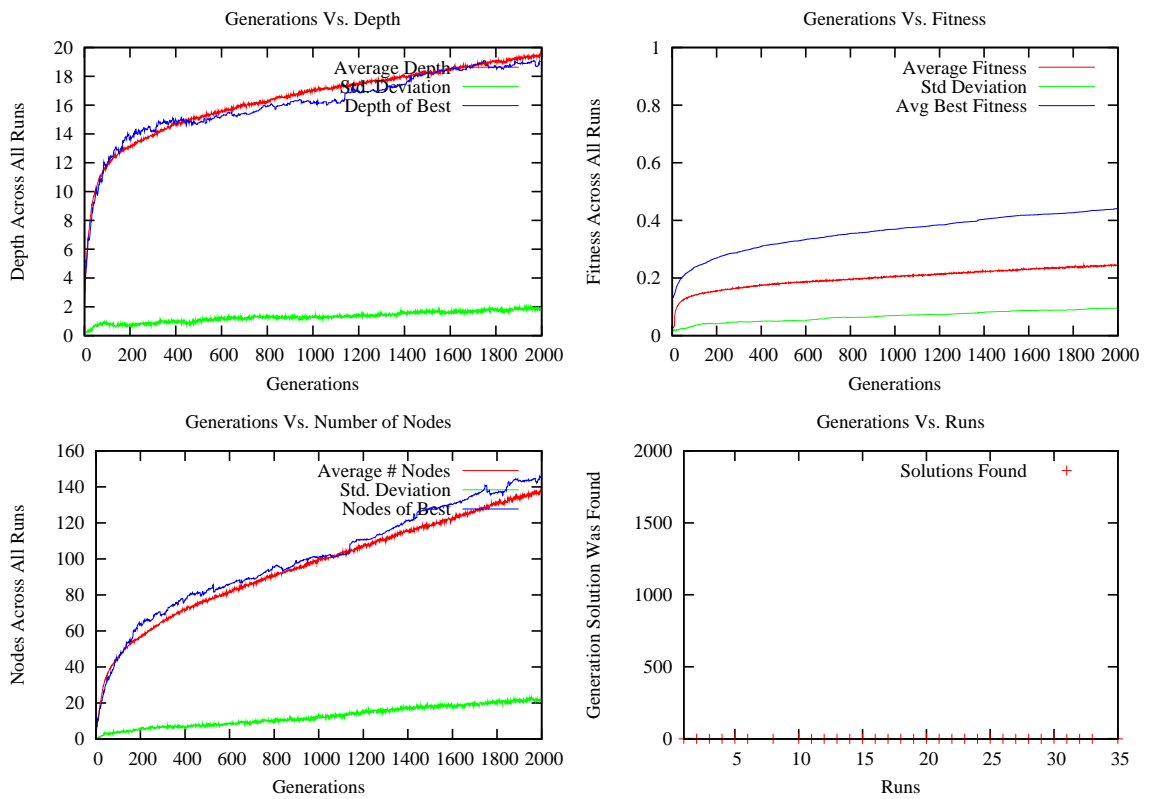 Generations Vs. Depth
Depth Across All Runs
20
18
16
14
12
10
8
6
4
2
0
0 200 400 600 800 1000 1200 1400 1600 1800 2000
Generations
Average Depth
Std. Deviation
Depth of Best
Generations Vs. Fitness
Fitness Across All Runs
1
0.8
0.6
0.4
0.2
0
0 200 400 600 800 1000 1200 1400 1600 1800 2000
Generations
Average Fitness
Std Deviation
Avg Best Fitness
Generations Vs. Number of Nodes
Nodes Across All Runs
160
140
120
100
80
60
40
20
0
0 200 400 600 800 1000 1200 1400 1600 1800 2000
Generations
Average # Nodes
Std. Deviation
Nodes of Best
Generations Vs. Runs
Generation Solution Was Found
2000
1500
1000
500
0
5 10 15 20 25 30 35
Runs
Solutions Found